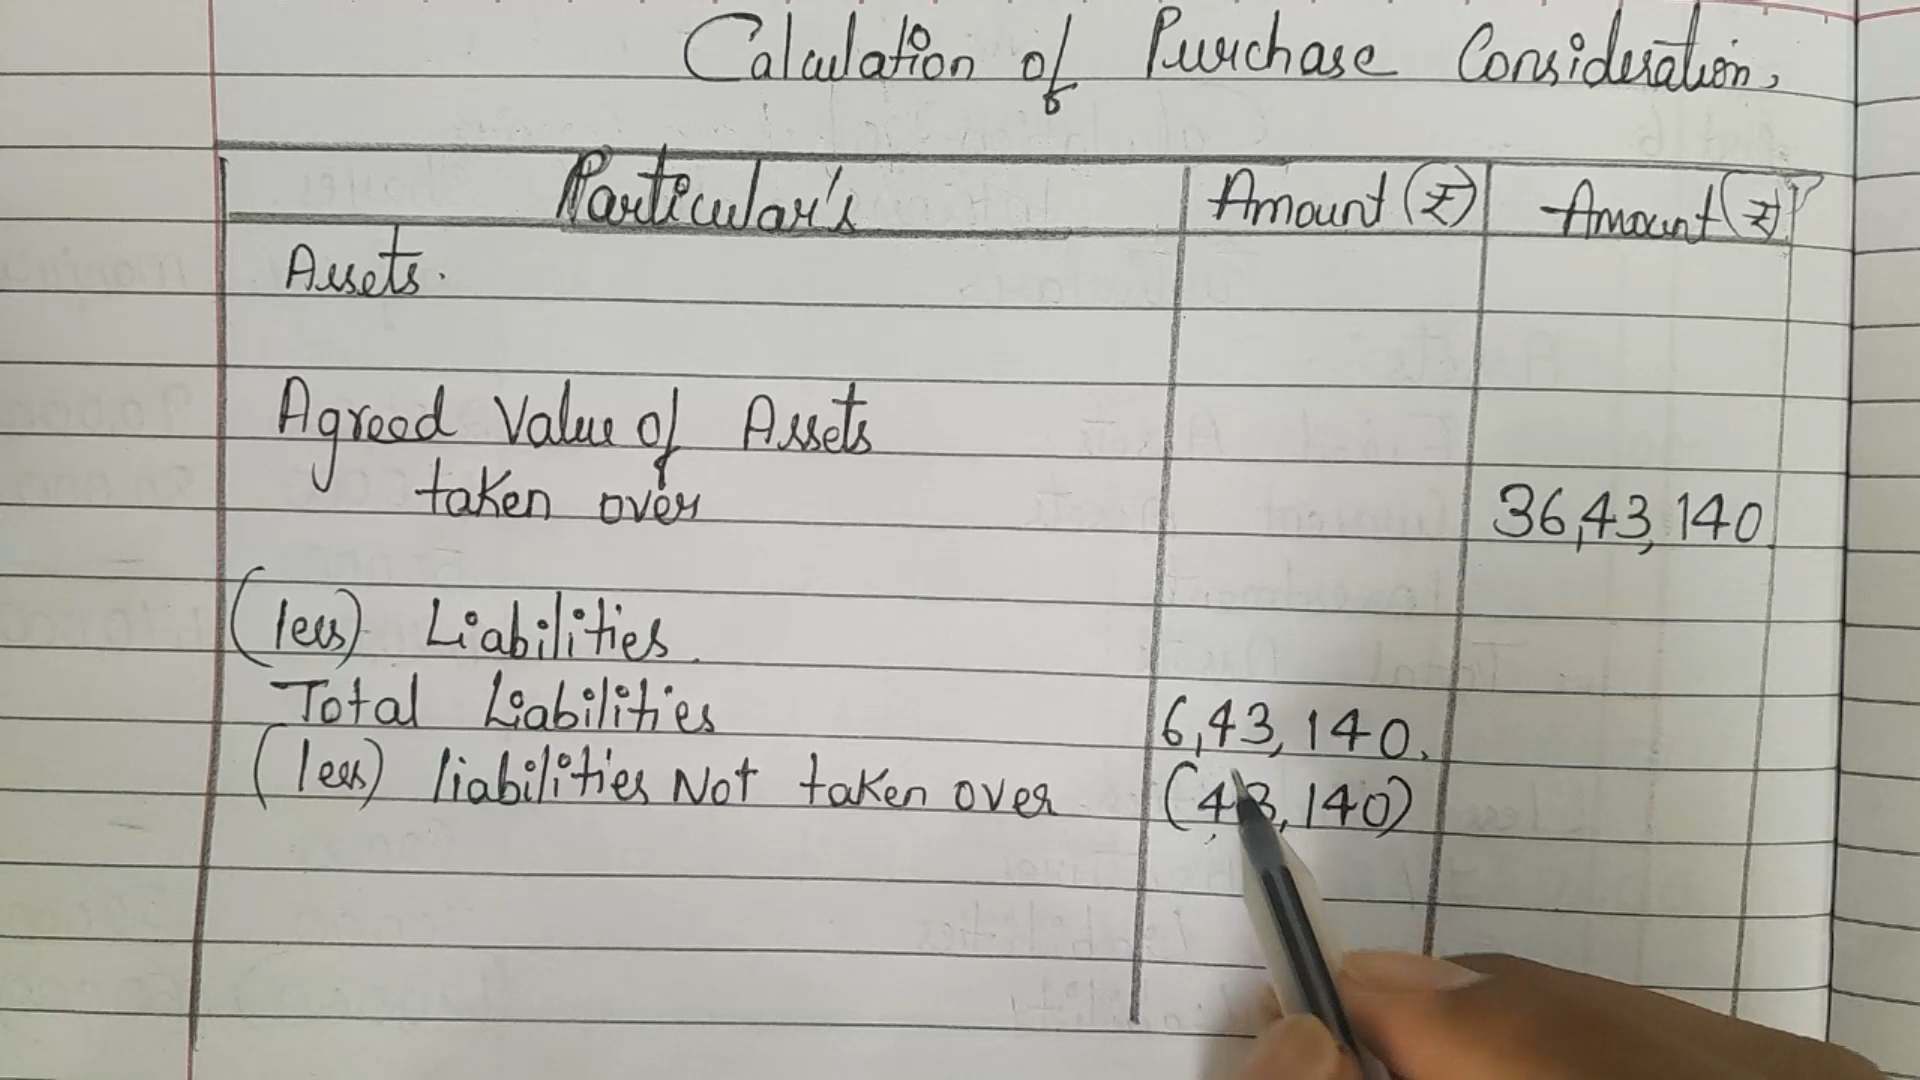 Calculation of Purchase Consideration,
Particular's Amount (₹) Amount (₹)
Assets.
Agreed Value of Assets
taken over 36,43,140
(less) Liabilities.
Total Liabilities 6,43,140.
(less) liabilities Not taken over (43,140)